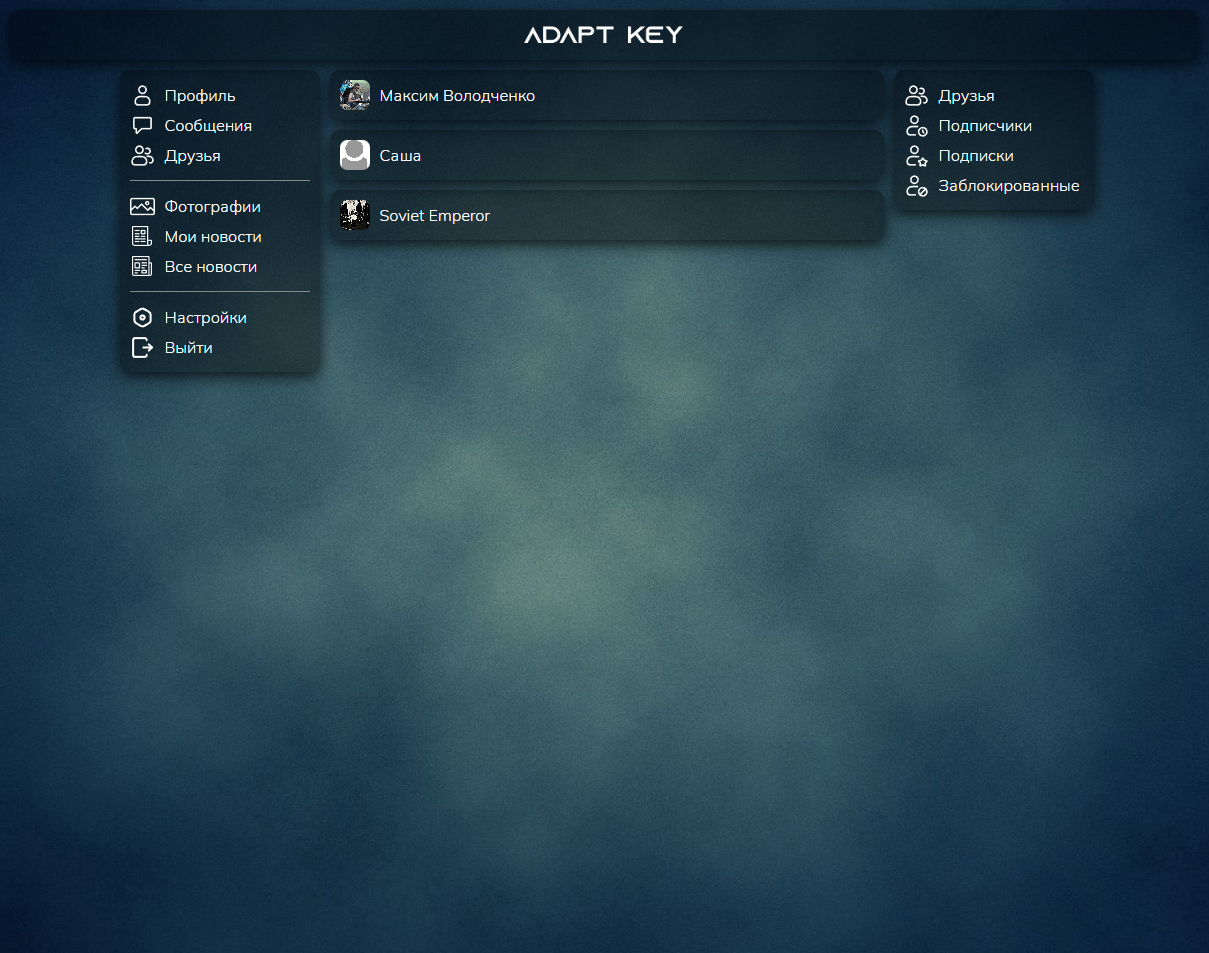 ADAPT KEY
Профиль
Сообщения
Друзья
Фотографии
Мои новости
Все новости
Настройки
Выйти
Максим Володченко
Саша
Soviet Emperor
Друзья
Подписчики
Подписки
Заблокированные